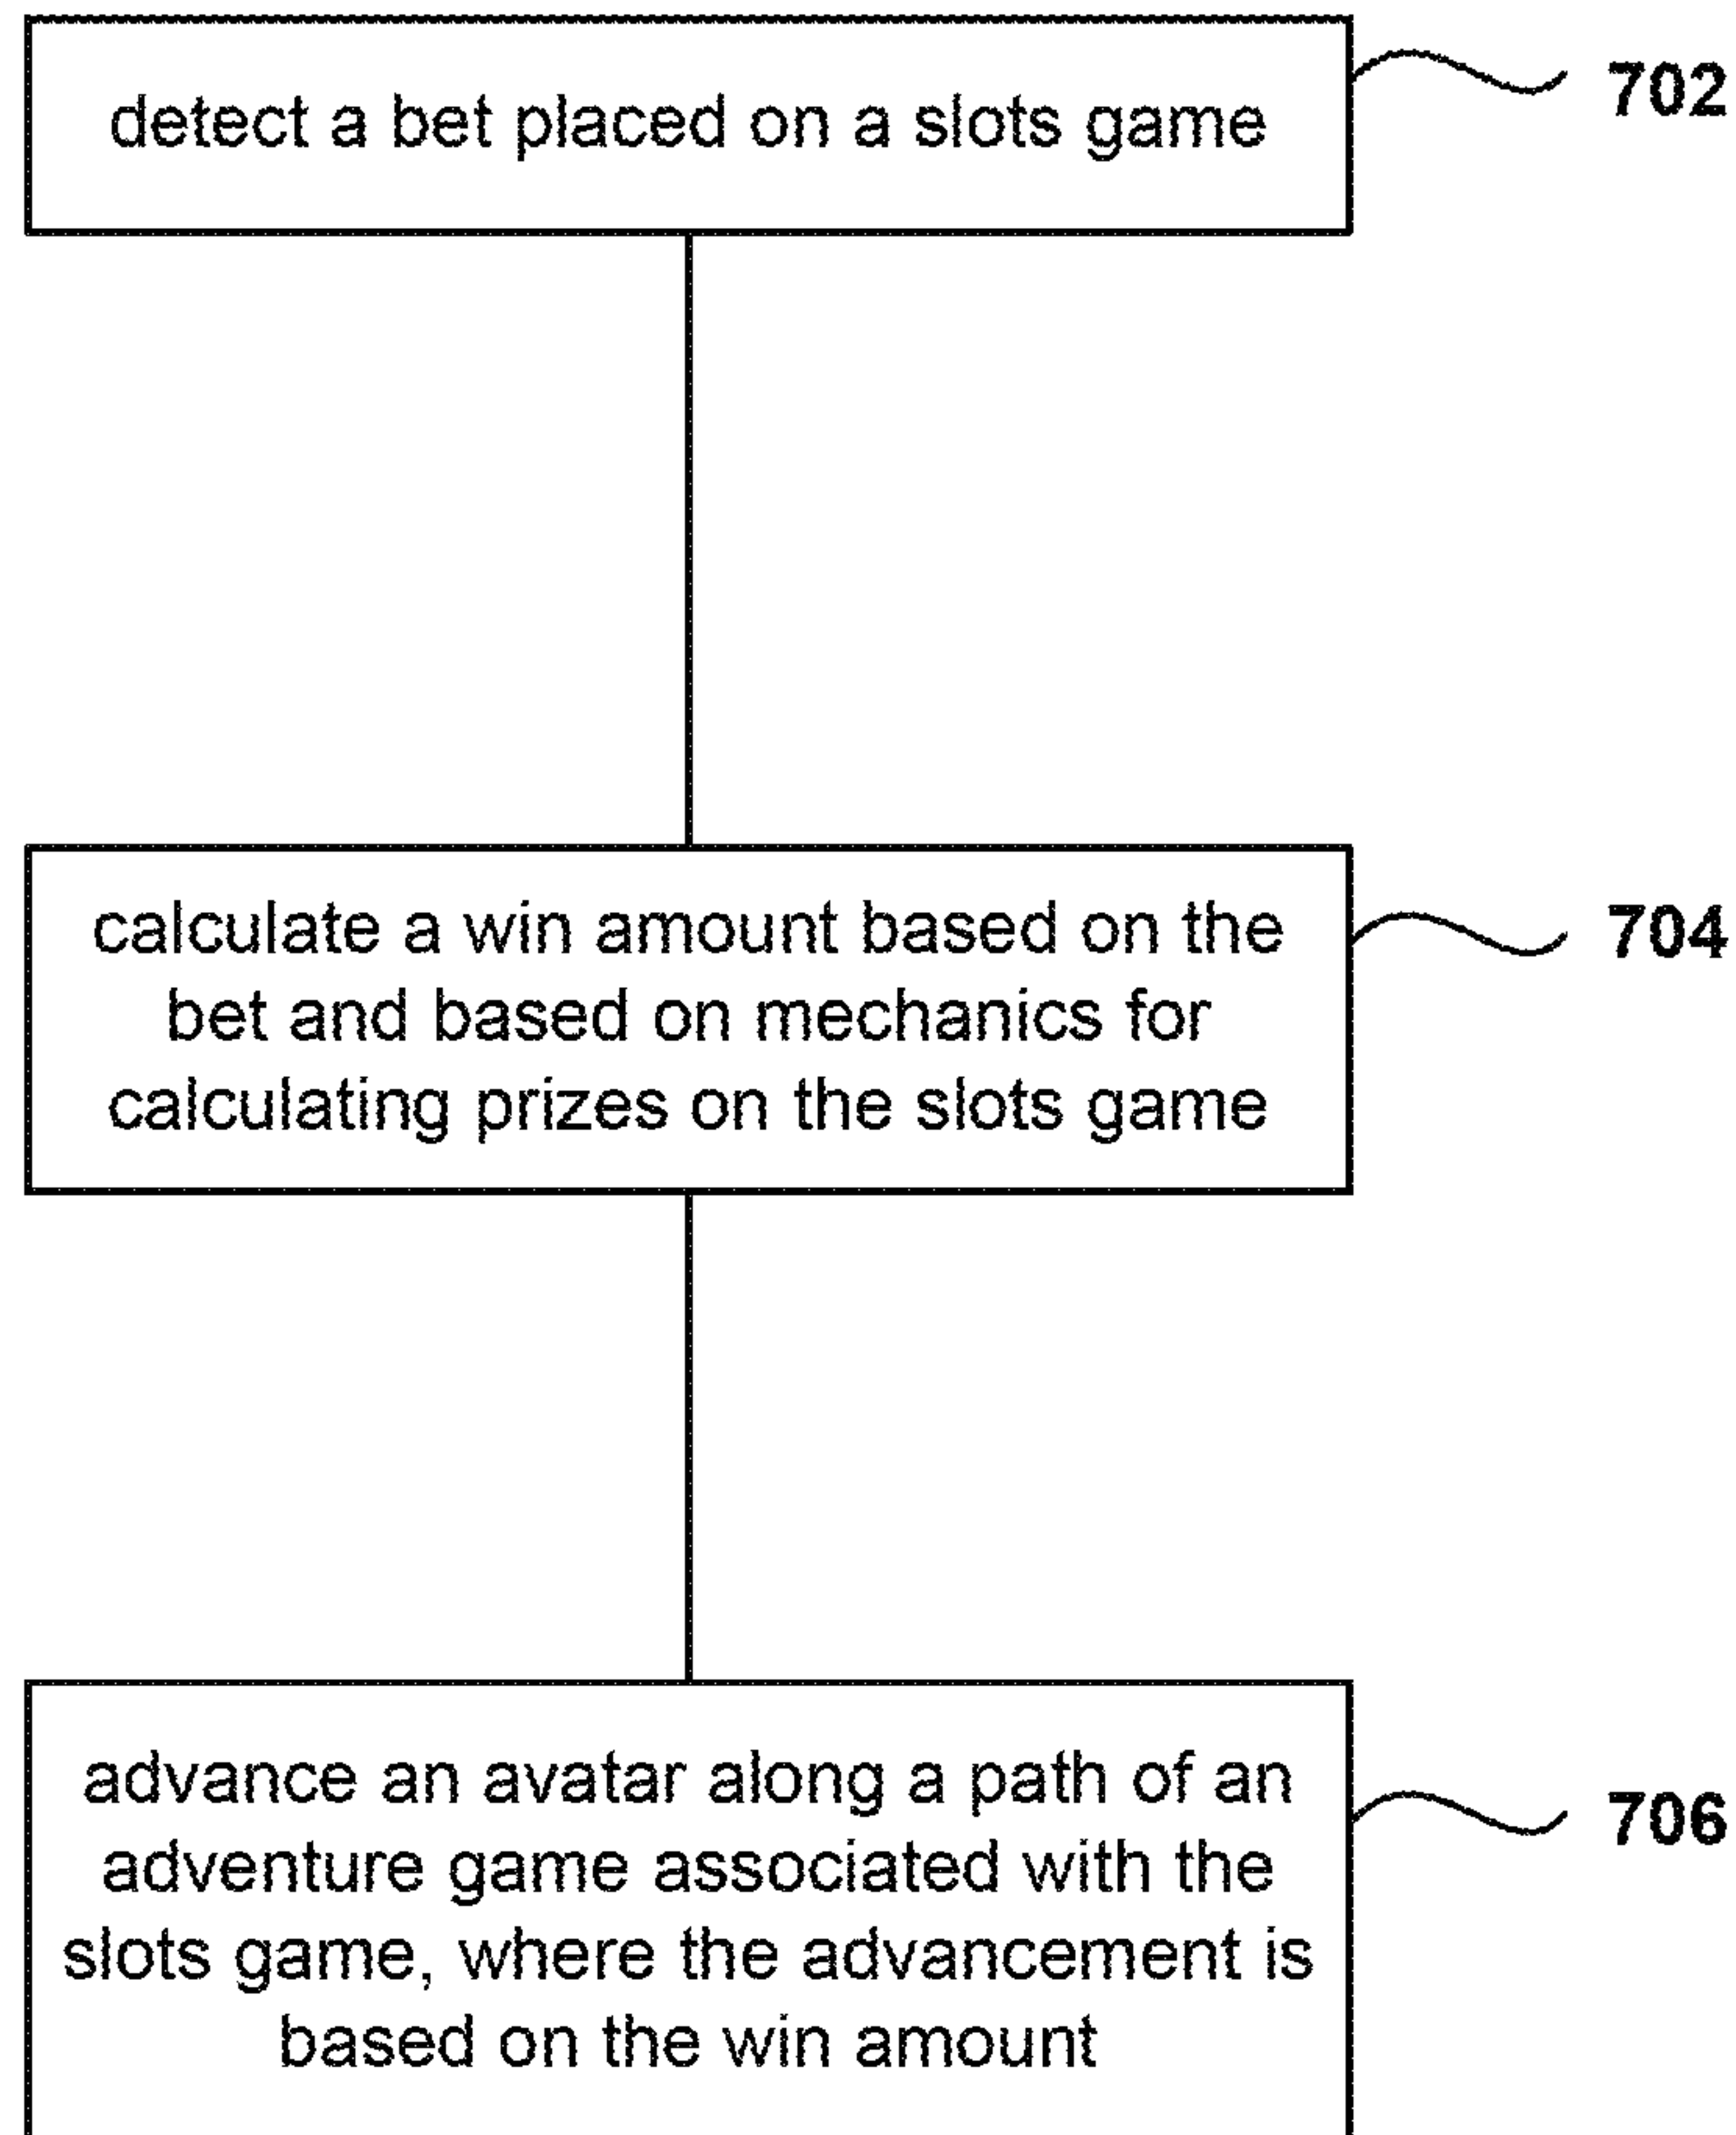 detect a bet placed on a slots game
702
calculate a win amount based on the
bet and based on mechanics for
calculating prizes on the slots game
704
advance an avatar along a path of an
adventure game associated with the
slots game, where the advancement is
based on the win amount
706